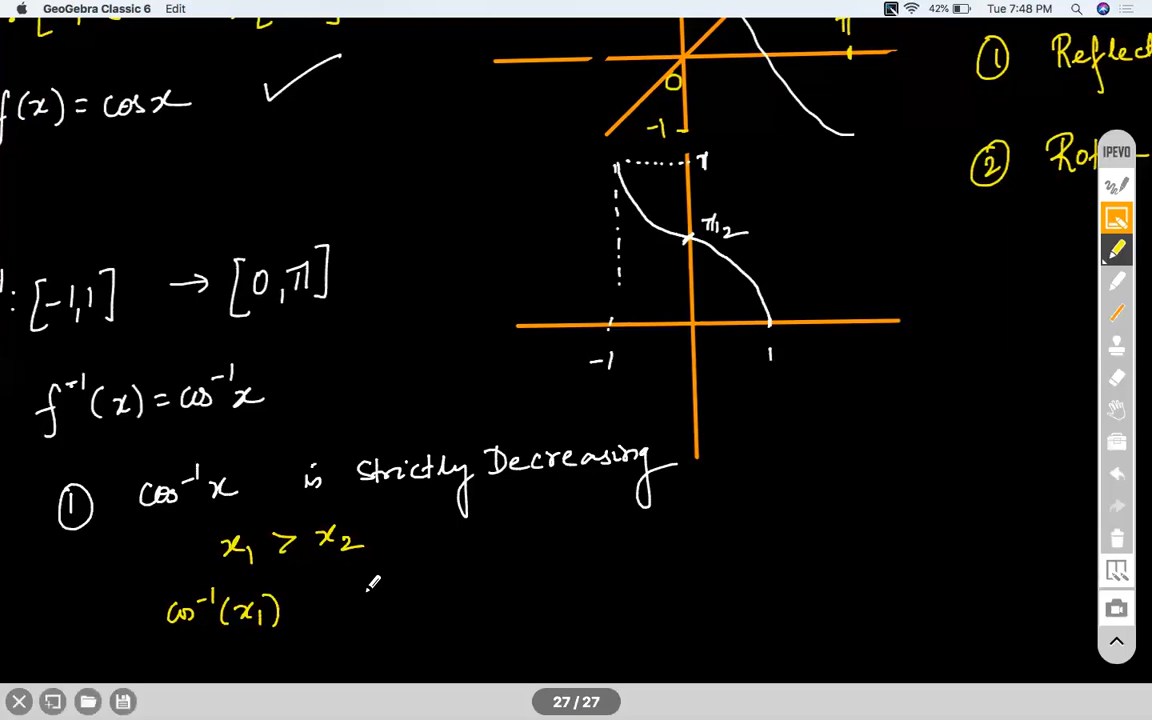 GeoGebra Classic 6 Edit 42% Tue 7:48 PM
π
0
-1
f(x) = cos x
① Reflect
② Rot
IPEVO
π
π/2
: [-1,1] → [0,π]
-1 1
f⁻¹(x) = cos⁻¹x
① cos⁻¹x is Strictly Decreasing
x₁ > x₂
cos⁻¹(x₁)
27 / 27